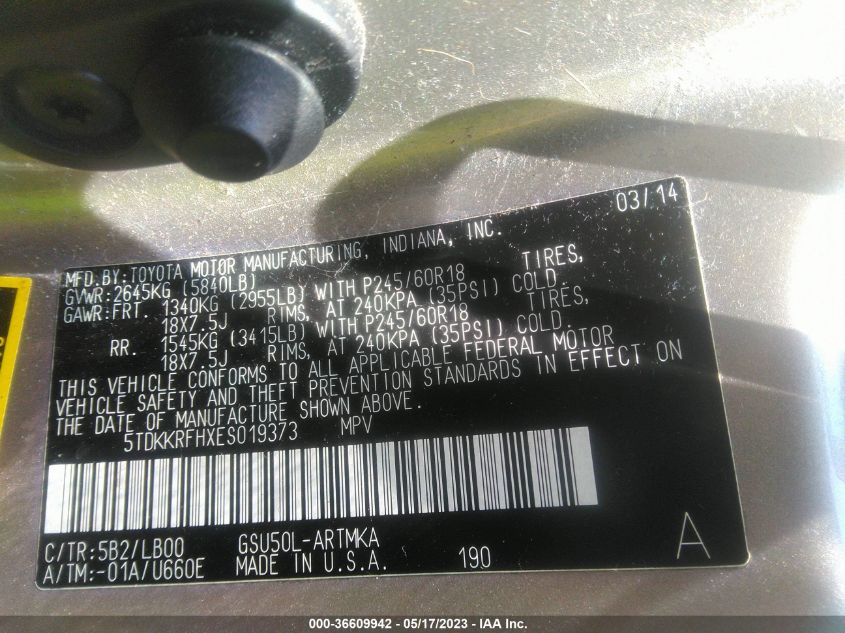 03/14
MFD.BY:TOYOTA MOTOR MANUFACTURING, INDIANA, INC.
GVWR:2645KG (5840LB)
GAWR:FRT. 1340KG (2955LB) WITH P245/60R18 TIRES,
18X7.5J RIMS, AT 240KPA (35PSI) COLD.
RR. 1545KG (3415LB) WITH P245/60R18 TIRES,
18X7.5J RIMS, AT 240KPA (35PSI) COLD.
THIS VEHICLE CONFORMS TO ALL APPLICABLE FEDERAL MOTOR
VEHICLE SAFETY AND THEFT PREVENTION STANDARDS IN EFFECT ON
THE DATE OF MANUFACTURE SHOWN ABOVE.
5TDKKRFHXES019373 MPV
C/TR:5B2/LB00 GSU50L-ARTMKA
A/TM:-01A/U660E MADE IN U.S.A. 190 A
000-36609942 - 05/17/2023 - IAA Inc.